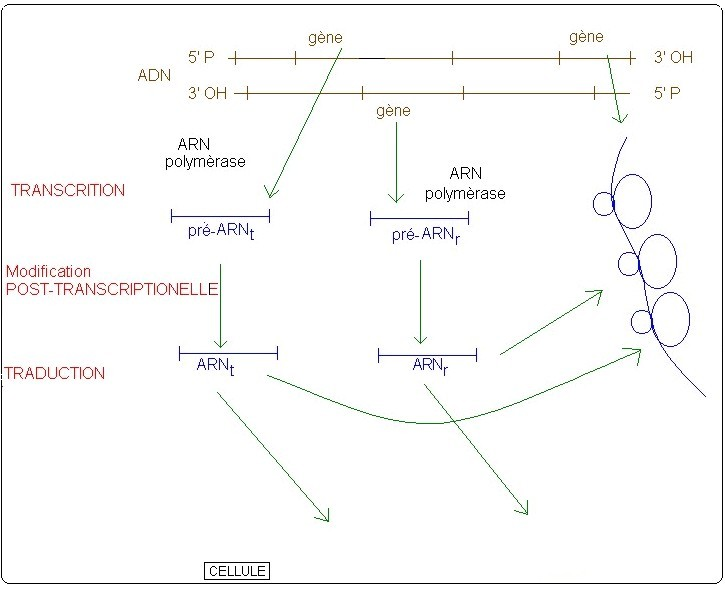 gène
gène
5' P
3' OH
ADN
3' OH
5' P
gène
ARN
polymèrase
ARN
polymèrase
TRANSCRITION
pré-ARNt
pré-ARNr
Modification
POST-TRANSCRIPTIONELLE
ARNt
ARNr
TRADUCTION
CELLULE